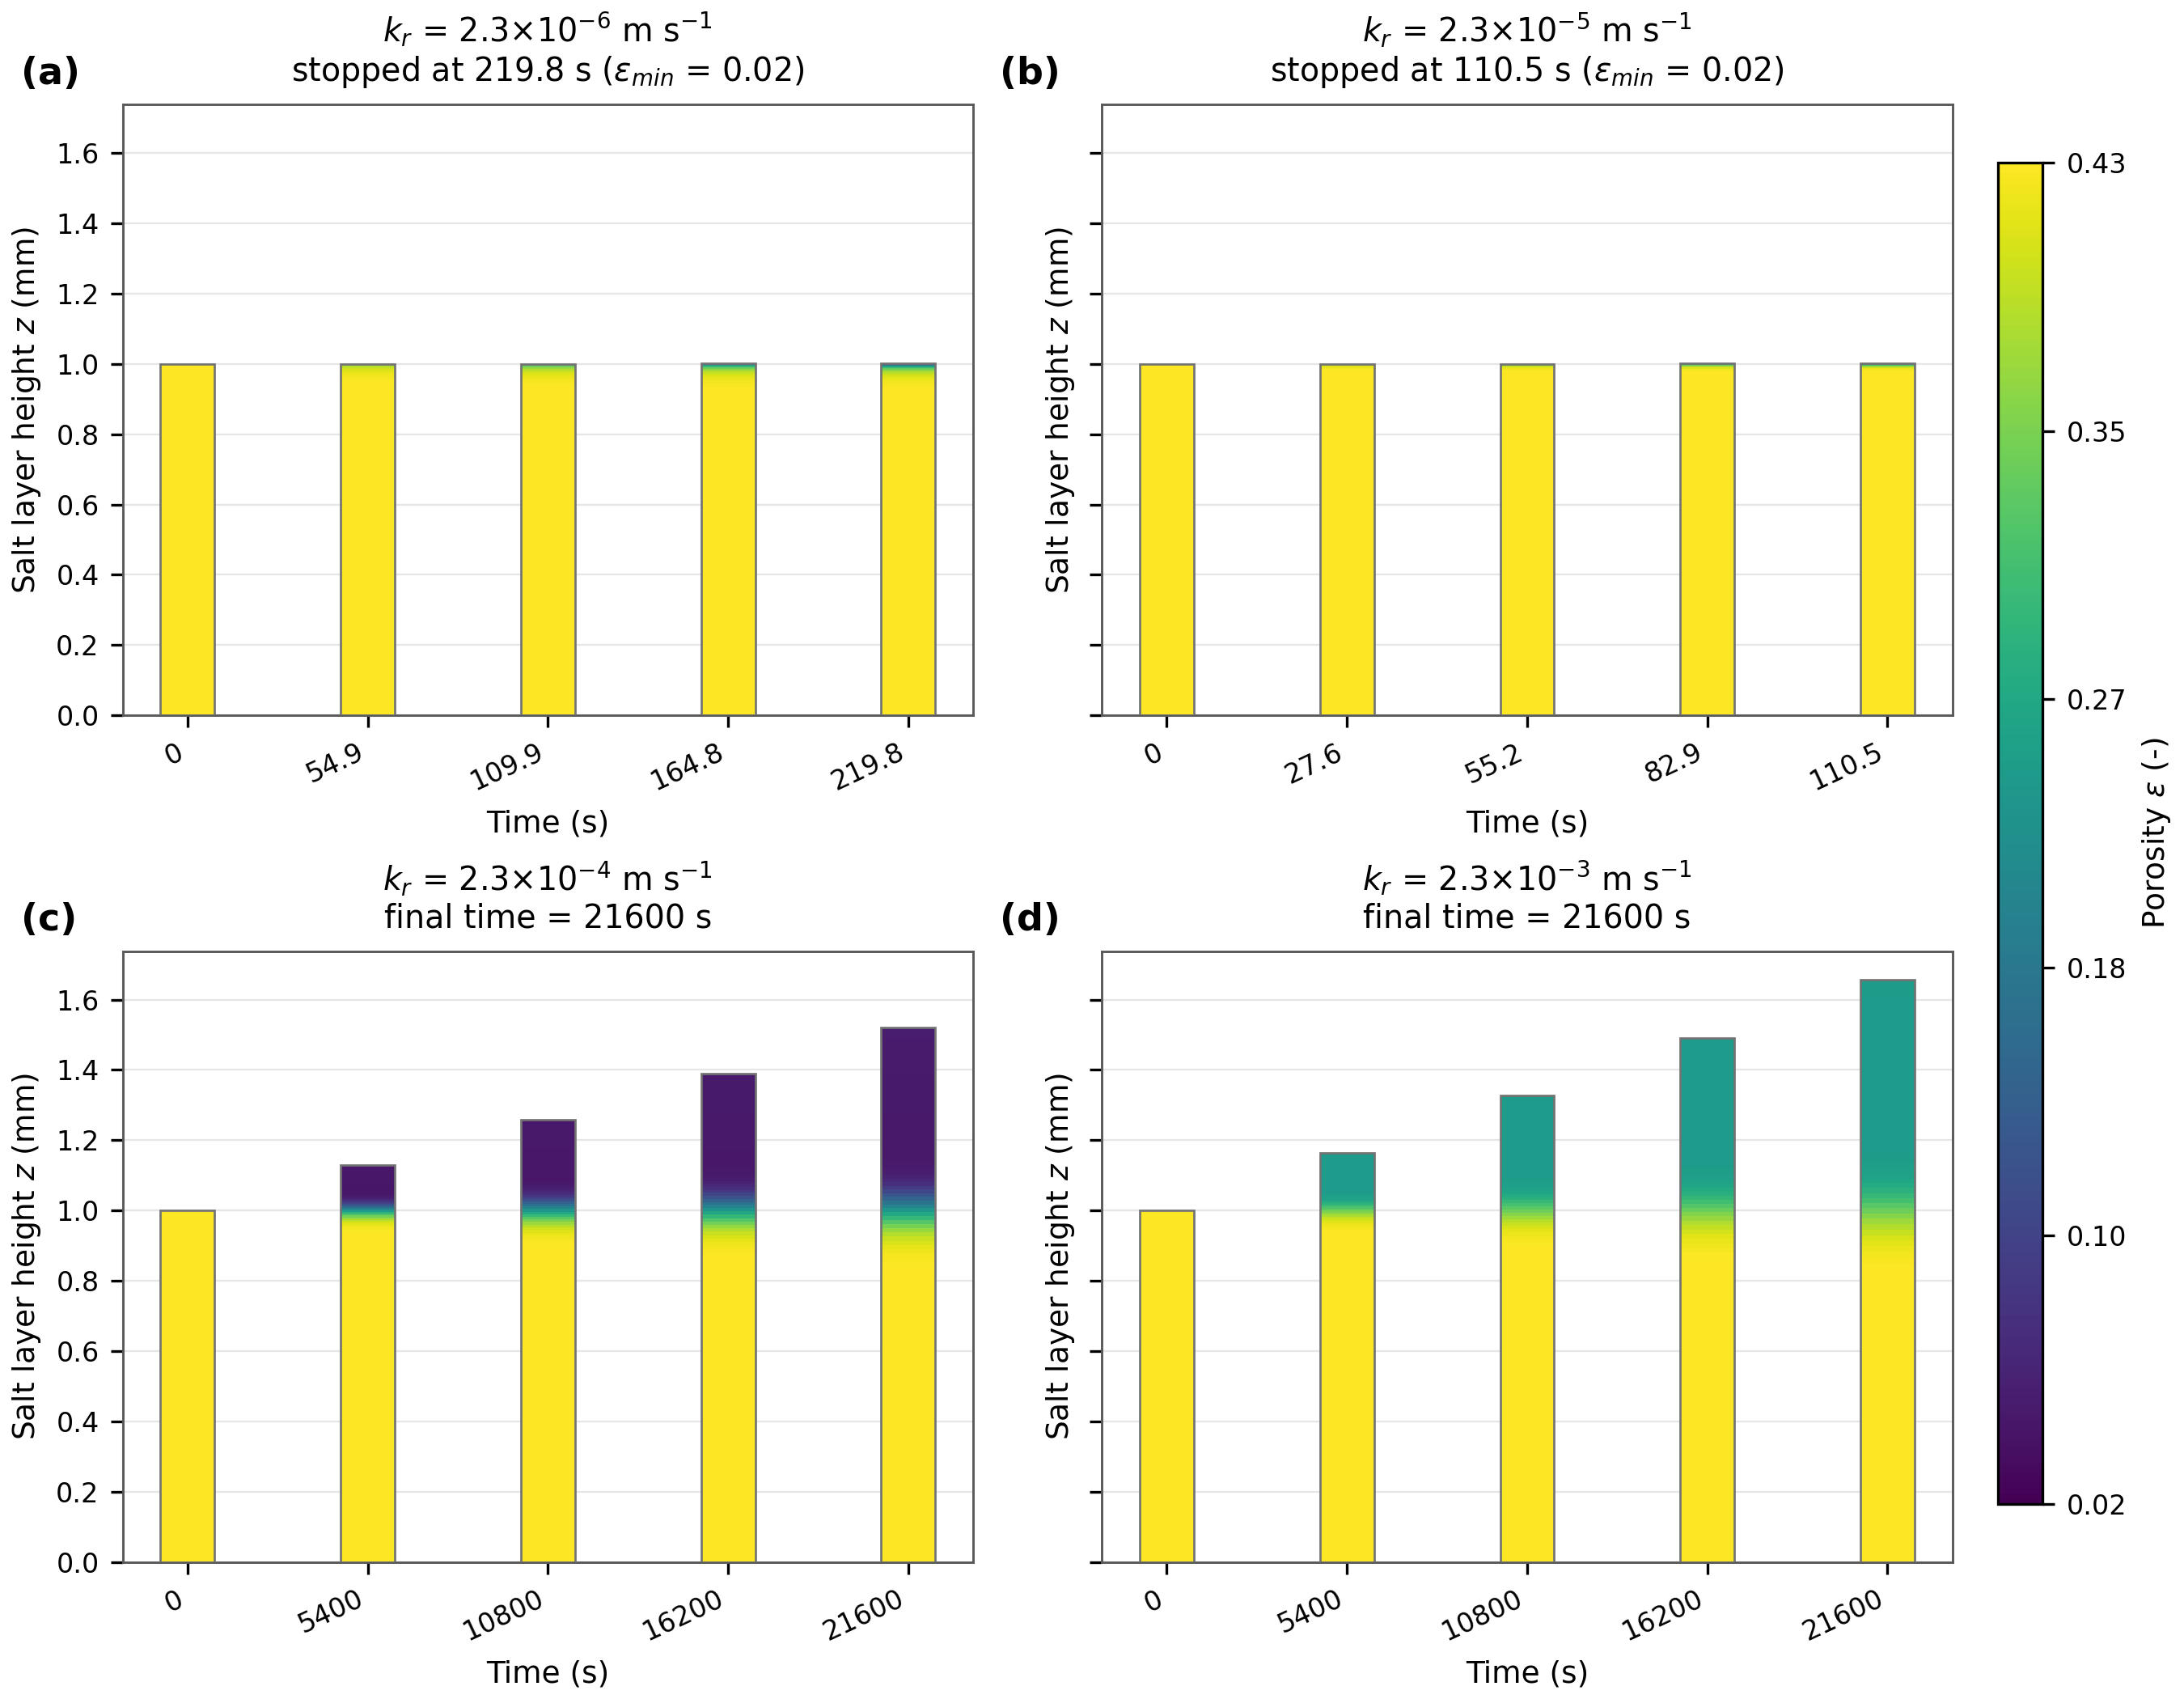 (a)
k_r = 2.3×10⁻⁶ m s⁻¹
stopped at 219.8 s (ε_min = 0.02)
Salt layer height z (mm)
1.6
1.4
1.2
1.0
0.8
0.6
0.4
0.2
0.0
0 54.9 109.9 164.8 219.8
Time (s)
(b)
k_r = 2.3×10⁻⁵ m s⁻¹
stopped at 110.5 s (ε_min = 0.02)
Salt layer height z (mm)
0 27.6 55.2 82.9 110.5
Time (s)
(c)
k_r = 2.3×10⁻⁴ m s⁻¹
final time = 21600 s
Salt layer height z (mm)
1.6
1.4
1.2
1.0
0.8
0.6
0.4
0.2
0.0
0 5400 10800 16200 21600
Time (s)
(d)
k_r = 2.3×10⁻³ m s⁻¹
final time = 21600 s
Salt layer height z (mm)
0 5400 10800 16200 21600
Time (s)
0.43
0.35
0.27
0.18
0.10
0.02
Porosity ε (-)